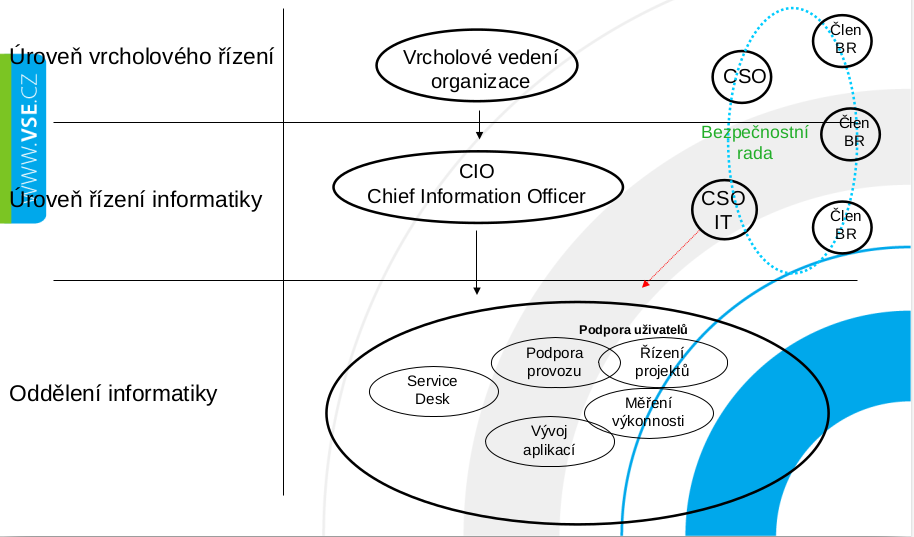 Úroveň vrcholového řízení
Vrcholové vedení
organizace
CSO
Člen
BR
WWW.VSE.CZ
Bezpečnostní
rada
Člen
BR
Úroveň řízení informatiky
CIO
Chief Information Officer
CSO
IT
Člen
BR
Oddělení informatiky
Podpora uživatelů
Podpora
provozu
Řízení
projektů
Service
Desk
Měření
výkonnosti
Vývoj
aplikací